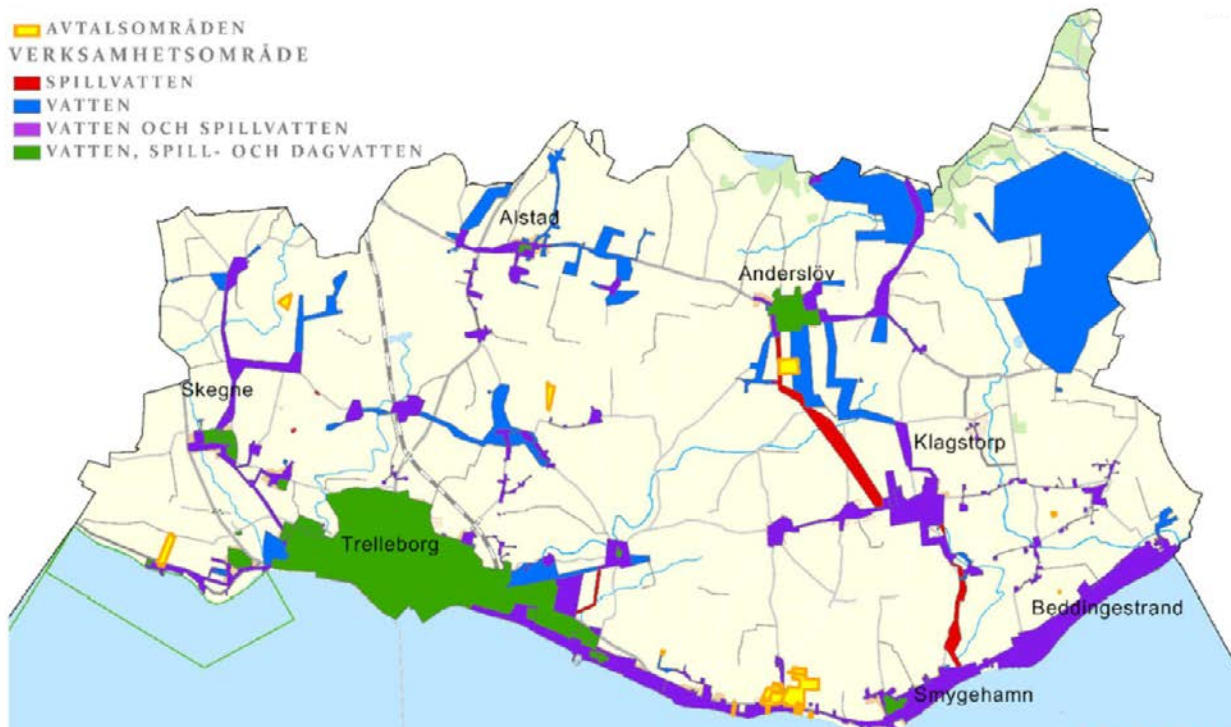 AVTALSOMRÅDEN
VERKSAMHETSOMRÅDE
SPILLVATTEN
VATTEN
VATTEN OCH SPILLVATTEN
VATTEN, SPILL- OCH DAGVATTEN
Alstad
Anderslöv
Skegne
Klagstorp
Trelleborg
Beddingestrand
Smygehamn